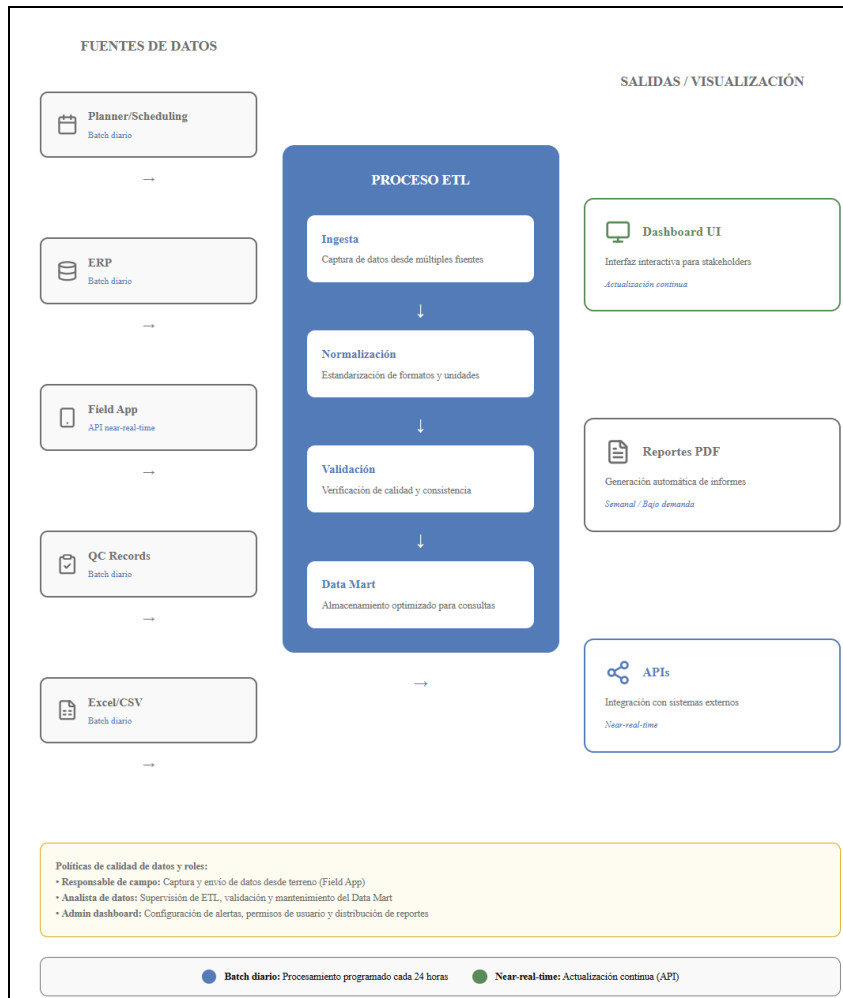 FUENTES DE DATOS
Planner/Scheduling
Batch diario
→
ERP
Batch diario
→
Field App
API near-real-time
→
QC Records
Batch diario
→
Excel/CSV
Batch diario
→
PROCESO ETL
Ingesta
Captura de datos desde múltiples fuentes
↓
Normalización
Estandarización de formatos y unidades
↓
Validación
Verificación de calidad y consistencia
↓
Data Mart
Almacenamiento optimizado para consultas
→
SALIDAS / VISUALIZACIÓN
Dashboard UI
Interfaz interactiva para stakeholders
Actualización continua
Reportes PDF
Generación automática de informes
Semanal / Bajo demanda
APIs
Integración con sistemas externos
Near-real-time
Políticas de calidad de datos y roles:
• Responsable de campo: Captura y envío de datos desde terreno (Field App)
• Analista de datos: Supervisión de ETL, validación y mantenimiento del Data Mart
• Admin dashboard: Configuración de alertas, permisos de usuario y distribución de reportes
Batch diario: Procesamiento programado cada 24 horas
Near-real-time: Actualización continua (API)